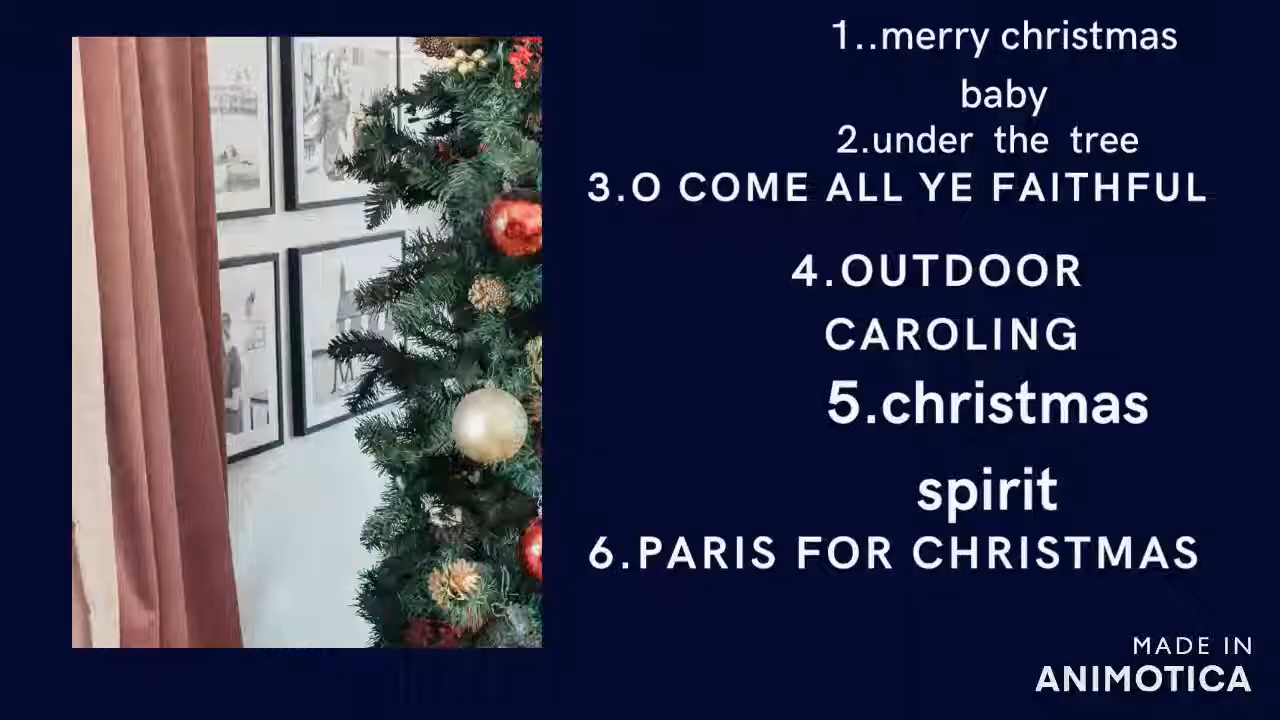 1..merry christmas
baby
2.under the tree
3.O COME ALL YE FAITHFUL
4.OUTDOOR
CAROLING
5.christmas
spirit
6.PARIS FOR CHRISTMAS
MADE IN
ANIMOTICA